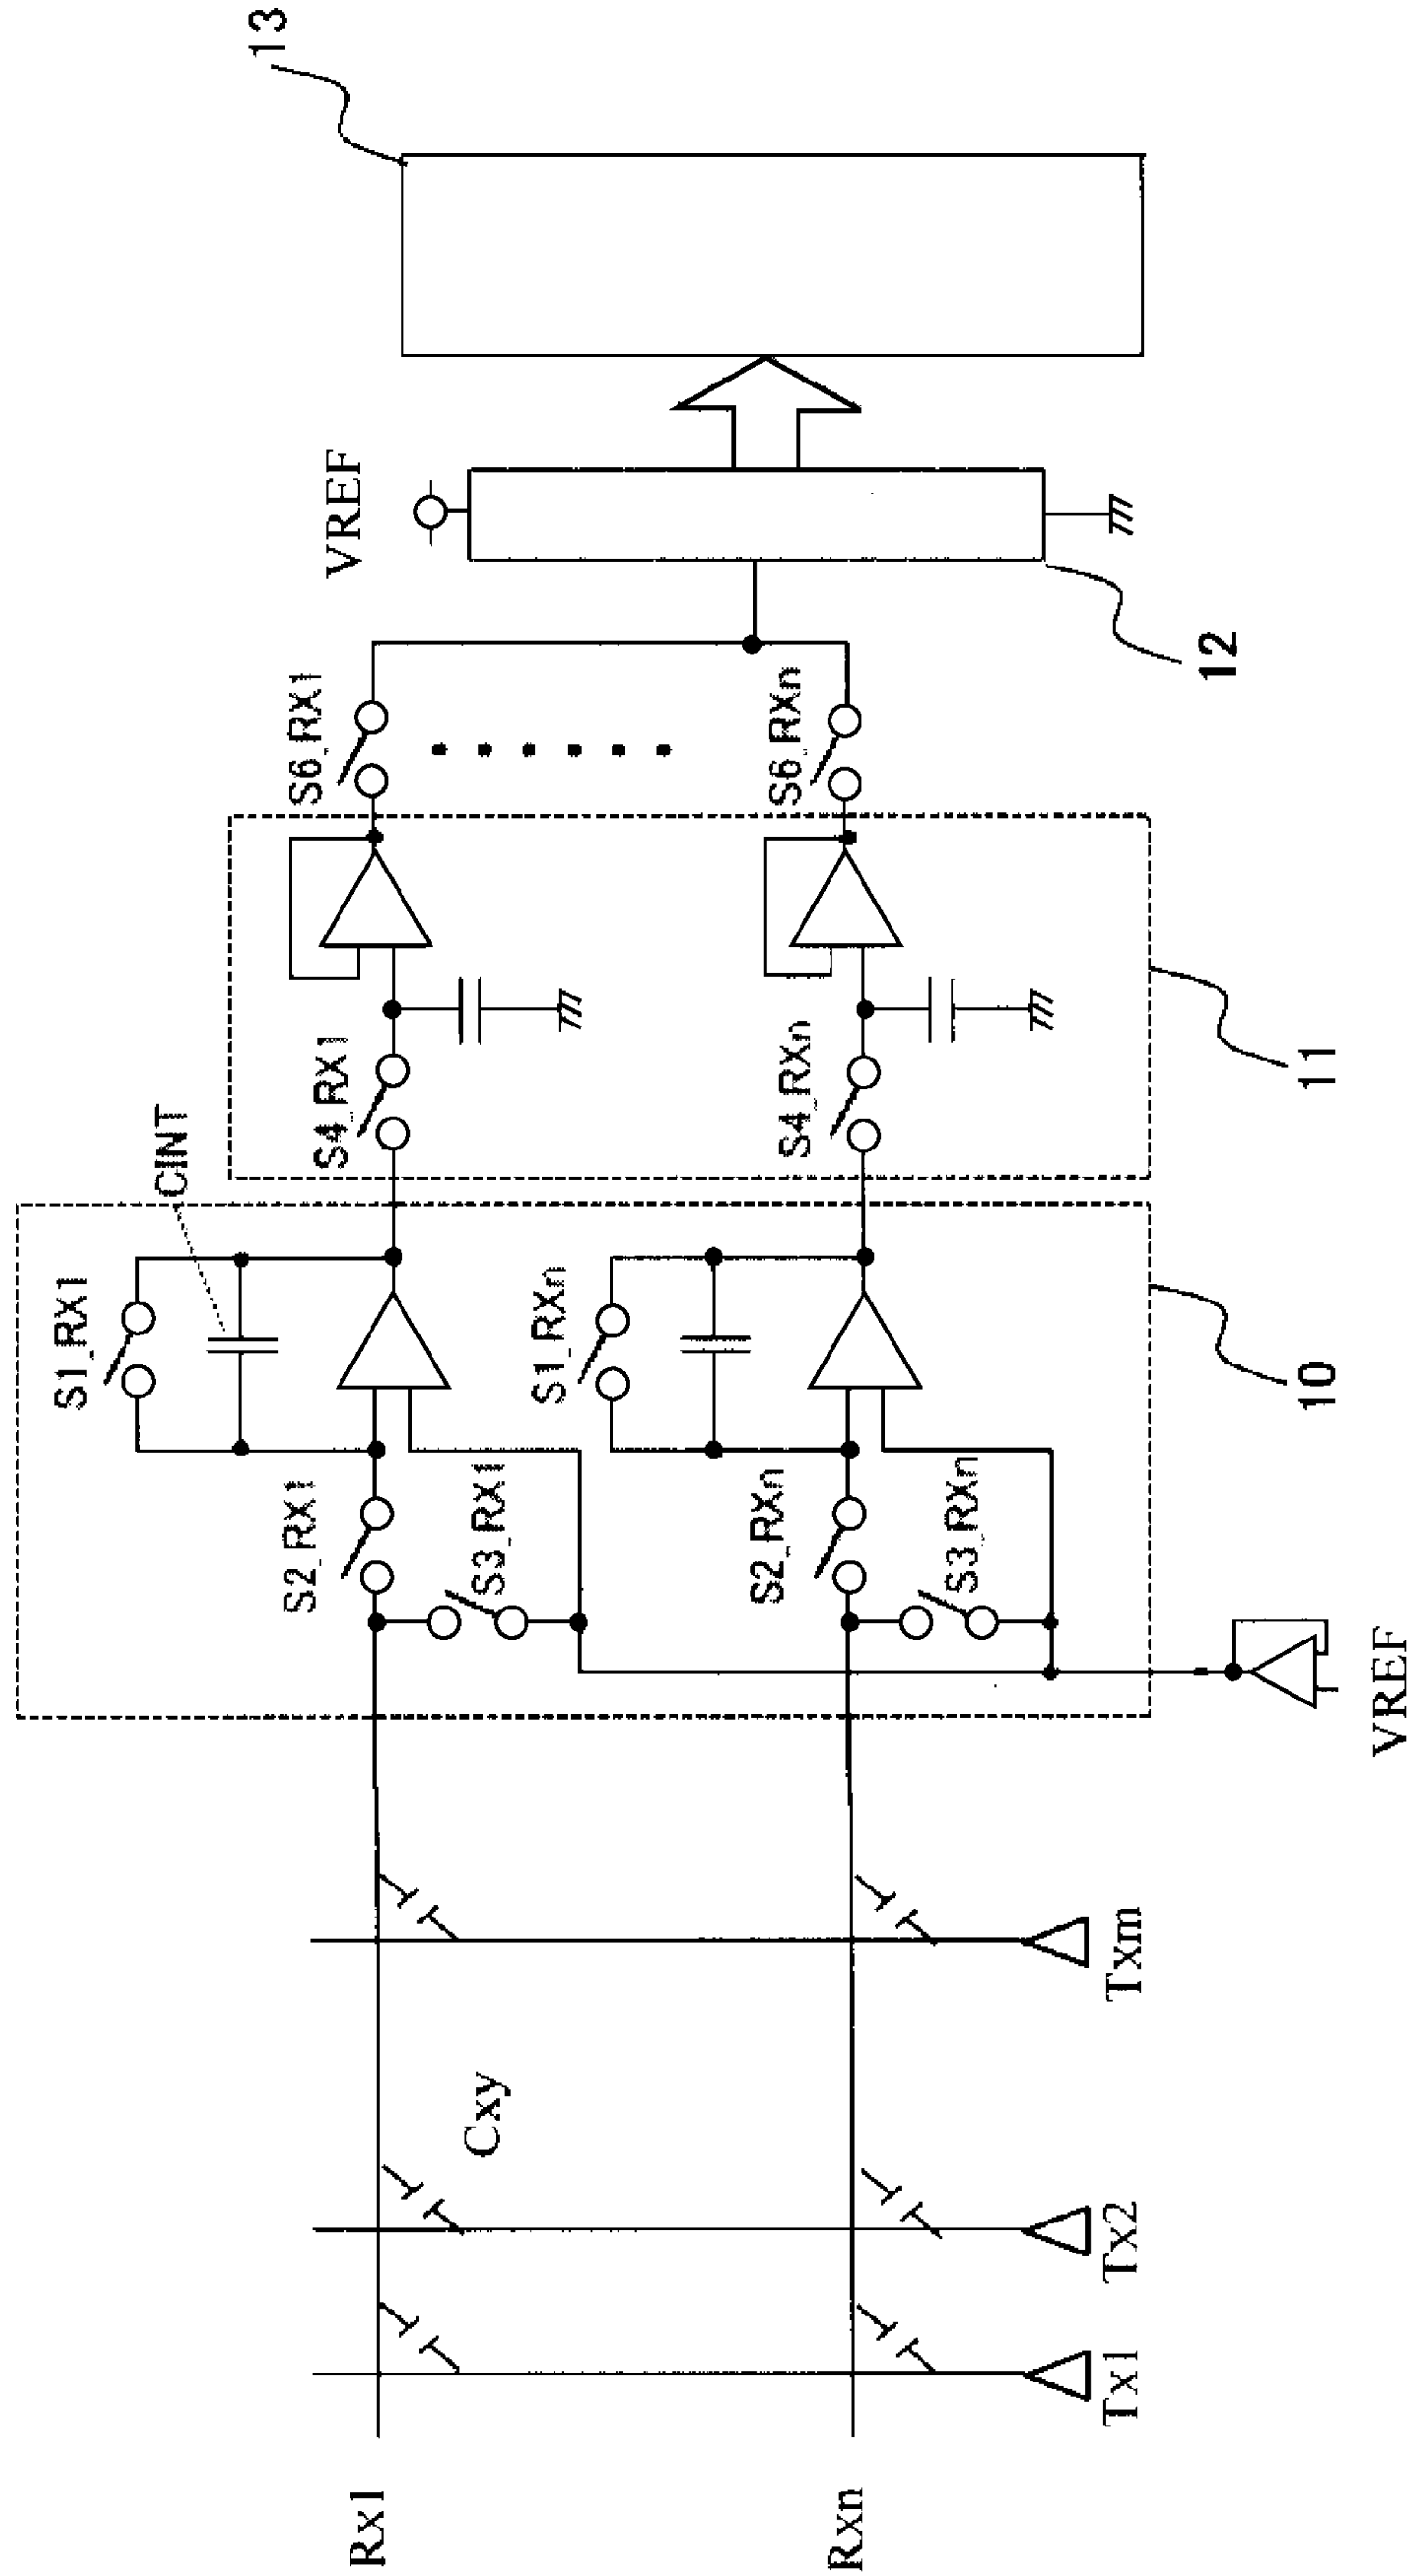 Rx1
Rxn
Tx1
Tx2
Txm
Cxy
S1_RX1
CINT
S2_RX1
S3_RX1
S1_RXn
S2_RXn
S3_RXn
VREF
10
S4_RX1
S4_RXn
11
S6_RX1
S6_RXn
VREF
12
13